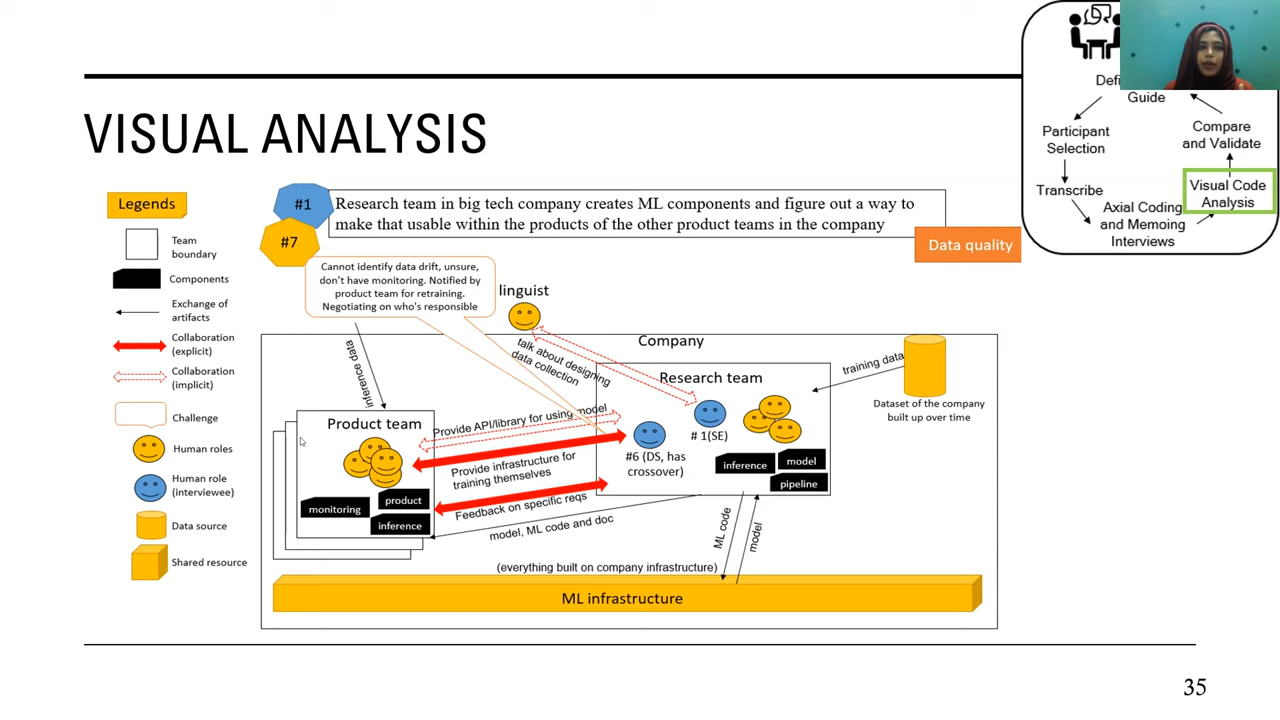 VISUAL ANALYSIS
Guide
Participant
Selection
Transcribe
Axial Coding
and Memoing
Interviews
Visual Code
Analysis
Compare
and Validate
Legends
Team
boundary
Components
Exchange of
artifacts
Collaboration
(explicit)
Collaboration
(implicit)
Challenge
Human roles
Human role
(interviewee)
Data source
Shared resource
#1
#7
Research team in big tech company creates ML components and figure out a way to
make that usable within the products of the other product teams in the company
Data quality
Cannot identify data drift, unsure,
don't have monitoring. Notified by
product team for retraining.
Negotiating on who's responsible
linguist
talk about designing
data collection
Company
inference data
Product team
monitoring
product
inference
Provide API/library for using model
Provide infrastructure for
training themselves
Feedback on specific reqs
model, ML code and doc
Research team
#6 (DS, has
crossover)
# 1(SE)
inference
model
pipeline
training data
Dataset of the company
built up over time
ML code
model
(everything built on company infrastructure)
ML infrastructure
35